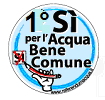 1° Sì
per l'Acqua
Bene
Comune
Sì